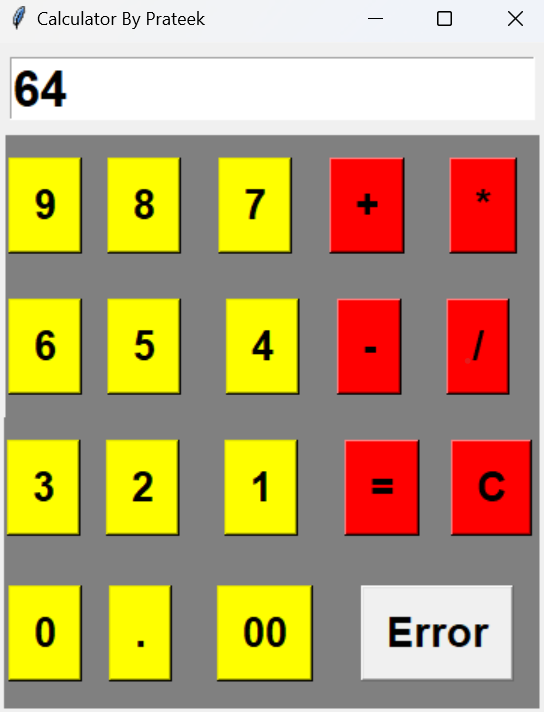 Calculator By Prateek
64
9 8 7 + *
6 5 4 - /
3 2 1 = C
0 . 00 Error